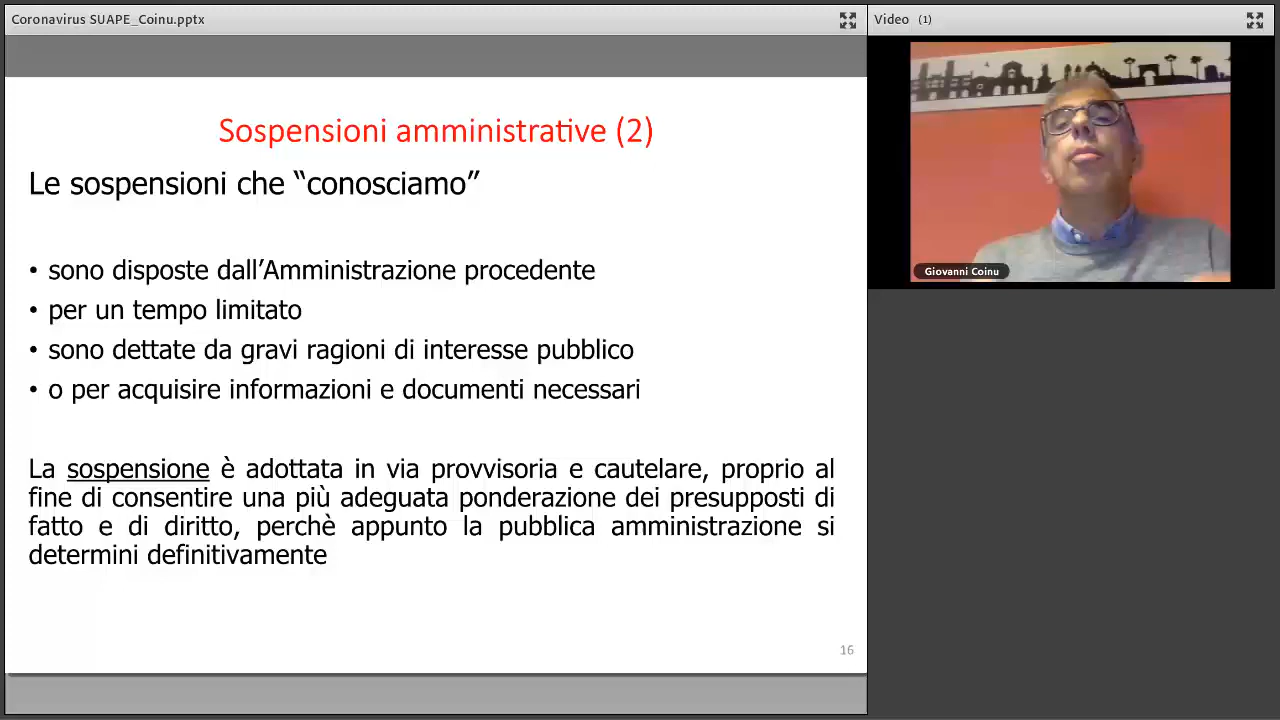 Coronavirus SUAPE_Coinu.pptx
Video (1)
Sospensioni amministrative (2)
Le sospensioni che “conosciamo”
• sono disposte dall’Amministrazione procedente
• per un tempo limitato
• sono dettate da gravi ragioni di interesse pubblico
• o per acquisire informazioni e documenti necessari
La sospensione è adottata in via provvisoria e cautelare, proprio al
fine di consentire una più adeguata ponderazione dei presupposti di
fatto e di diritto, perchè appunto la pubblica amministrazione si
determini definitivamente
16
Giovanni Coinu